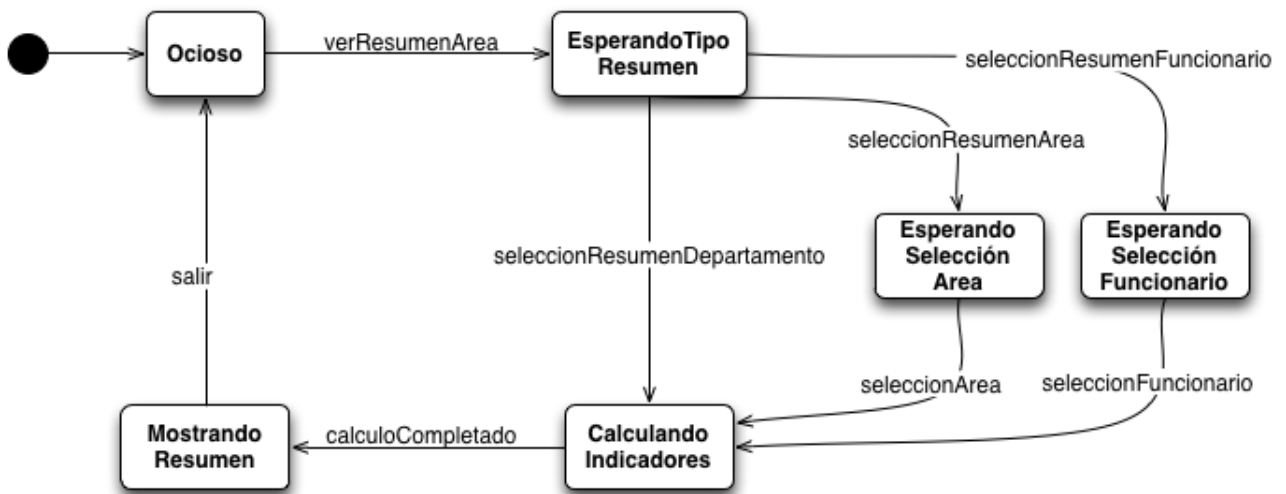 Ocioso
verResumenArea
EsperandoTipo
Resumen
seleccionResumenFuncionario
seleccionResumenArea
Esperando
Selección
Area
Esperando
Selección
Funcionario
seleccionResumenDepartamento
salir
seleccionArea
seleccionFuncionario
Mostrando
Resumen
calculoCompletado
Calculando
Indicadores